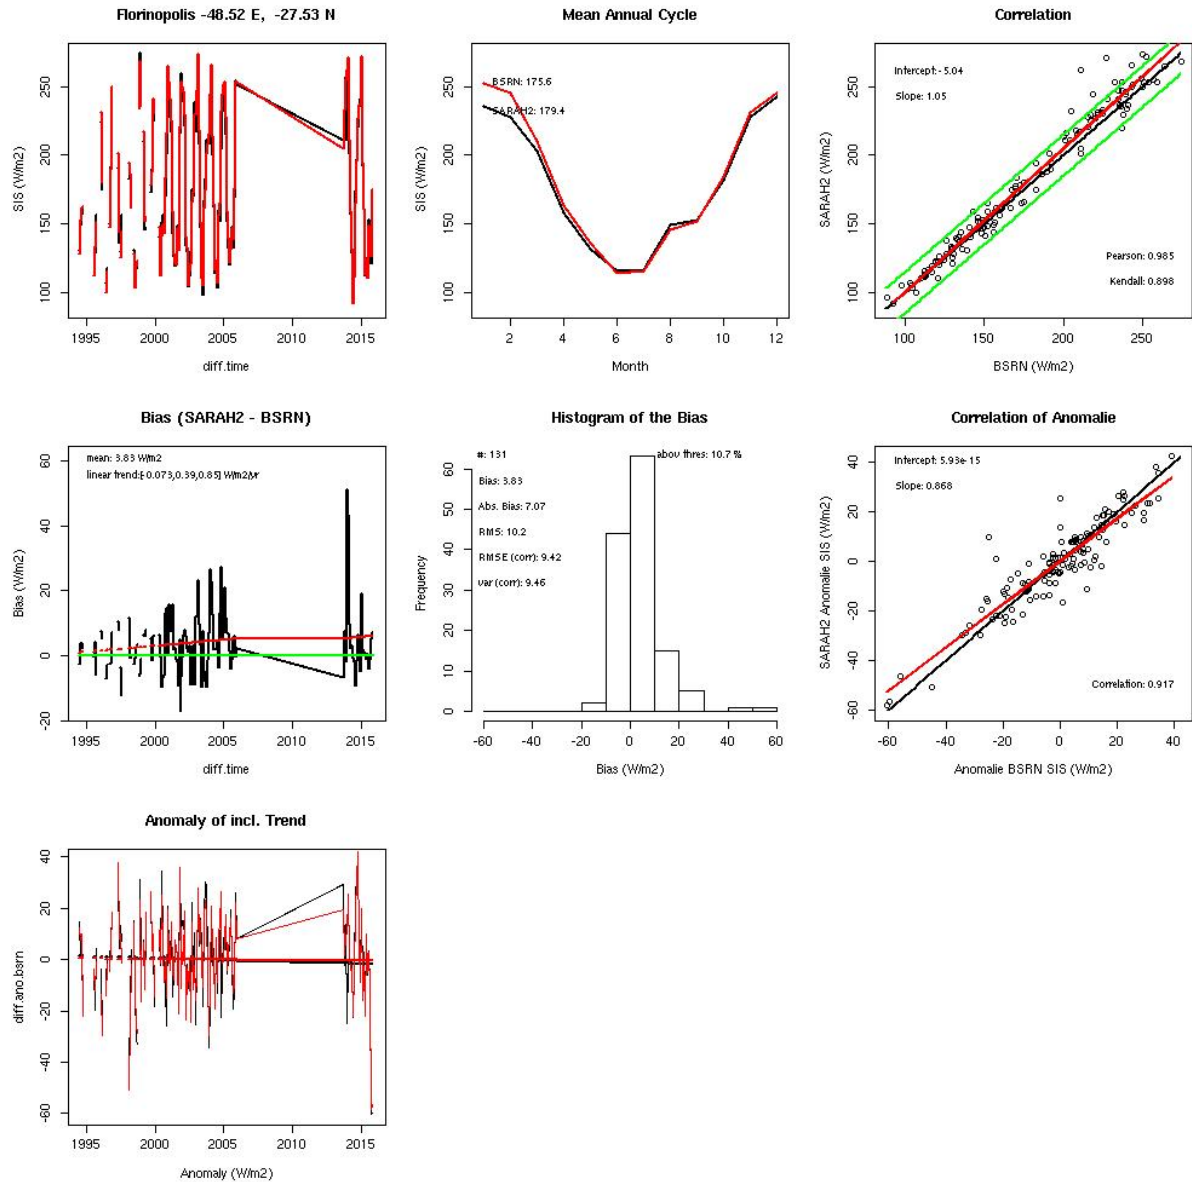 Florinopolis -48.52 E, -27.53 N
SIS (W/m2)
250
200
150
100
1995 2000 2005 2010 2015
diff.time
Mean Annual Cycle
BSRN: 175.6
SARAH2: 179.4
SIS (W/m2)
250
200
150
100
2 4 6 8 10 12
Month
Correlation
Intercept: - 5.04
Slope: 1.05
SARAH2 (W/m2)
250
200
150
100
Pearson: 0.985
Kendall: 0.898
100 150 200 250
BSRN (W/m2)
Bias (SARAH2 - BSRN)
mean: 3.83 W/m2
linear trend:[-0.073,0.39,0.85] W/m2/yr
Bias (W/m2)
60
40
20
0
-20
1995 2000 2005 2010 2015
diff.time
Histogram of the Bias
#: 131
abov thres: 10.7 %
Bias: 3.83
Abs. Bias: 7.07
RMS: 10.2
RMSE (corr): 9.42
var (corr): 9.46
Frequency
60
50
40
30
20
10
0
-60 -40 -20 0 20 40 60
Bias (W/m2)
Correlation of Anomalie
Intercept: 5.93e-15
Slope: 0.868
SARAH2 Anomalie SIS (W/m2)
40
20
0
-20
-40
-60
Correlation: 0.917
-60 -40 -20 0 20 40
Anomalie BSRN SIS (W/m2)
Anomaly of incl. Trend
diff.ano.bsrn
40
20
0
-20
-40
-60
1995 2000 2005 2010 2015
Anomaly (W/m2)